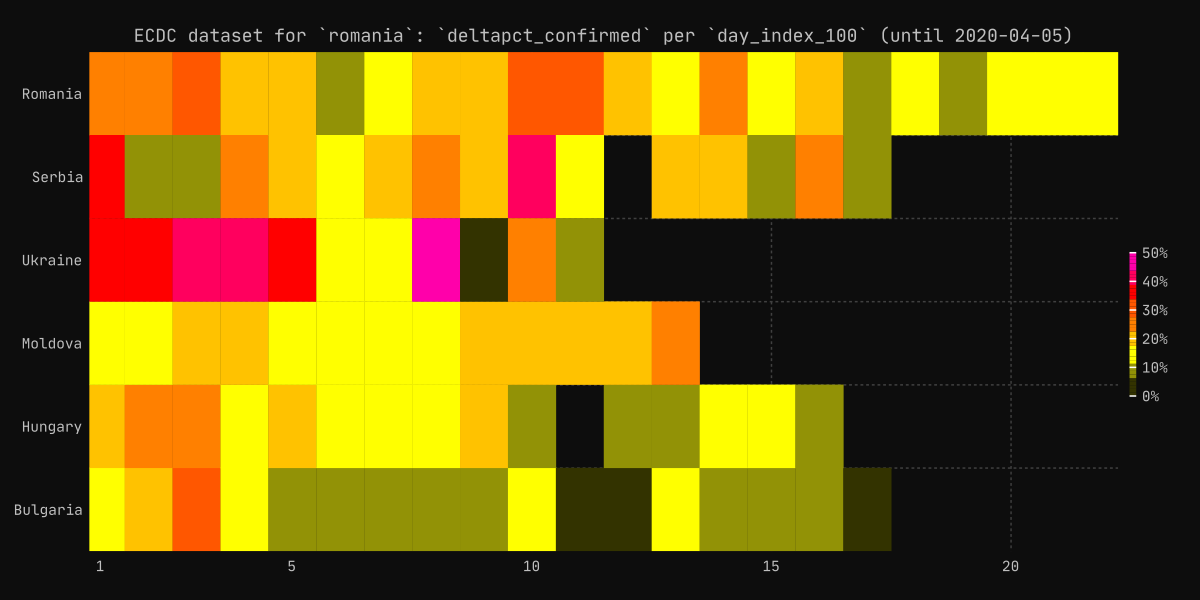 ECDC dataset for `romania`: `deltapct_confirmed` per `day_index_100` (until 2020-04-05)
Romania
Serbia
Ukraine
Moldova
Hungary
Bulgaria
50%
40%
30%
20%
10%
0%
1 5 10 15 20